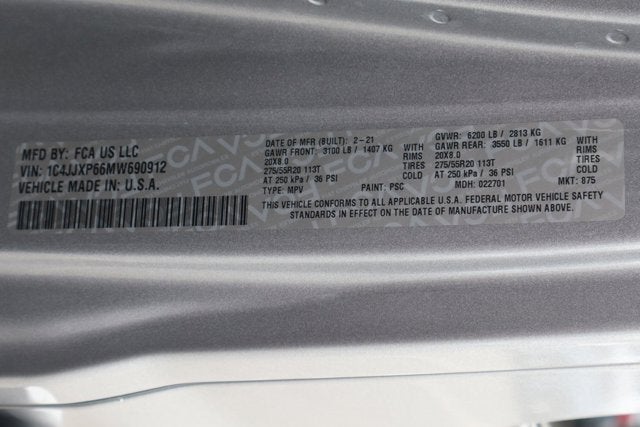 MFD BY: FCA US LLC
VIN: 1C4JJXP66MW690912
VEHICLE MADE IN: U.S.A.
DATE OF MFR (BUILT): 2-21
GAWR FRONT: 3100 LB / 1407 KG WITH
20X8.0 RIMS
275/55R20 113T TIRES
AT 250 kPa / 36 PSI
TYPE: MPV PAINT: PSC
GVWR: 6200 LB / 2813 KG
GAWR REAR: 3550 LB / 1611 KG WITH
20X8.0 RIMS
275/55R20 113T TIRES
AT 250 kPa / 36 PSI
MDH: 022701 MKT: 875
THIS VEHICLE CONFORMS TO ALL APPLICABLE U.S.A. FEDERAL MOTOR VEHICLE SAFETY
STANDARDS IN EFFECT ON THE DATE OF MANUFACTURE SHOWN ABOVE.